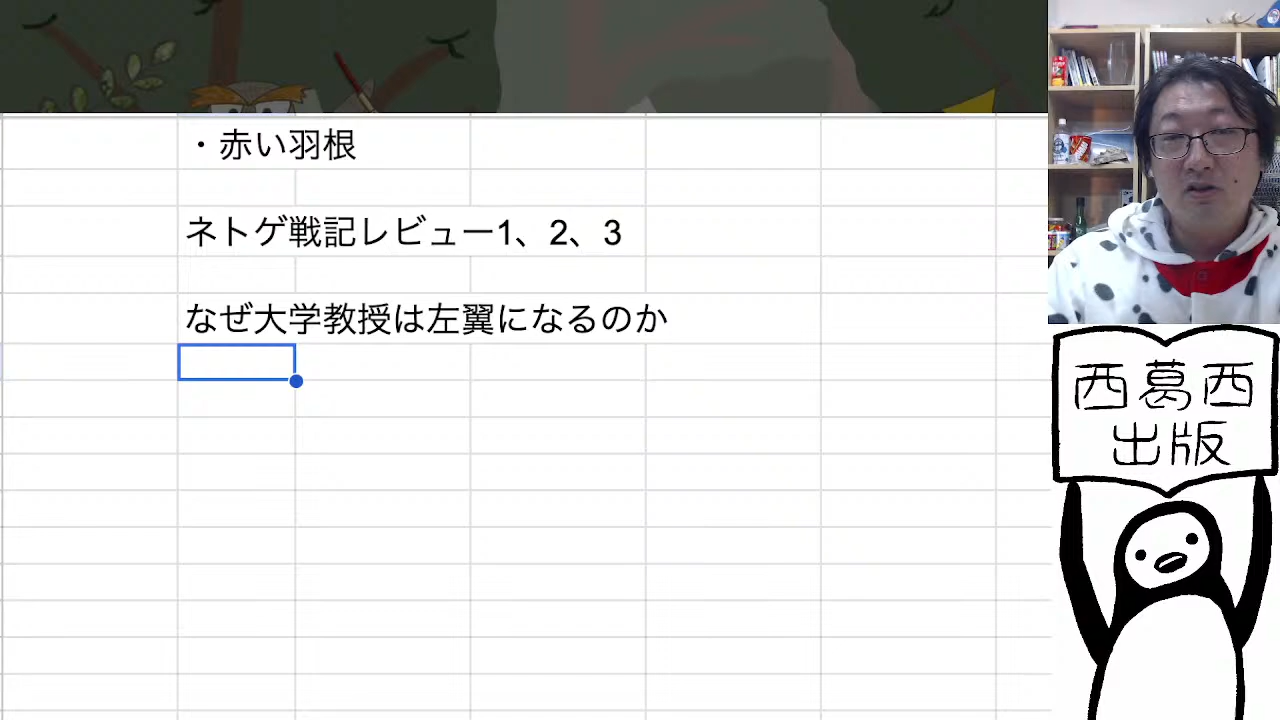 ・赤い羽根
ネトゲ戦記レビュー1、2、3
なぜ大学教授は左翼になるのか
西葛西
出版